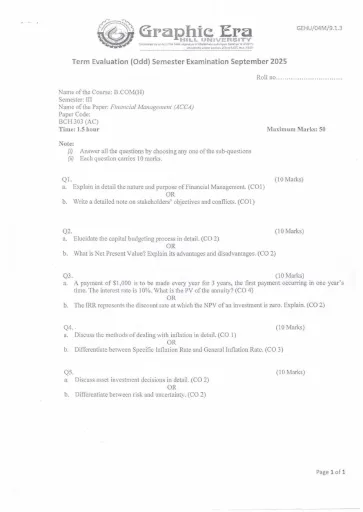 GEHU/04M/9.1.3
Graphic Era
HILL UNIVERSITY
Term Evaluation (Odd) Semester Examination September 2025
Roll no...............................
Name of the Course: B.COM(H)
Semester: III
Name of the Paper: Financial Management (ACCA)
Paper Code:
BCH303 (AC)
Time: 1.5 hour Maximum Marks: 50
Note:
(i) Answer all the questions by choosing any one of the sub-questions
(ii) Each question carries 10 marks.
Q1. (10 Marks)
a. Explain in detail the nature and purpose of Financial Management. (CO1)
OR
b. Write a detailed note on stakeholders' objectives and conflicts. (CO1)
Q2. (10 Marks)
a. Elucidate the capital budgeting process in detail. (CO 2)
OR
b. What is Net Present Value? Explain its advantages and disadvantages. (CO 2)
Q3. (10 Marks)
a. A payment of $1,000 is to be made every year for 3 years, the first payment occurring in one year's
time. The interest rate is 10%. What is the PV of the annuity? (CO 4)
OR
b. The IRR represents the discount rate at which the NPV of an investment is zero. Explain. (CO 2)
Q4. (10 Marks)
a. Discuss the methods of dealing with inflation in detail. (CO 1)
OR
b. Differentiate between Specific Inflation Rate and General Inflation Rate. (CO 3)
Q5. (10 Marks)
a. Discuss asset investment decisions in detail. (CO 2)
OR
b. Differentiate between risk and uncertainty. (CO 2)
Page 1 of 1